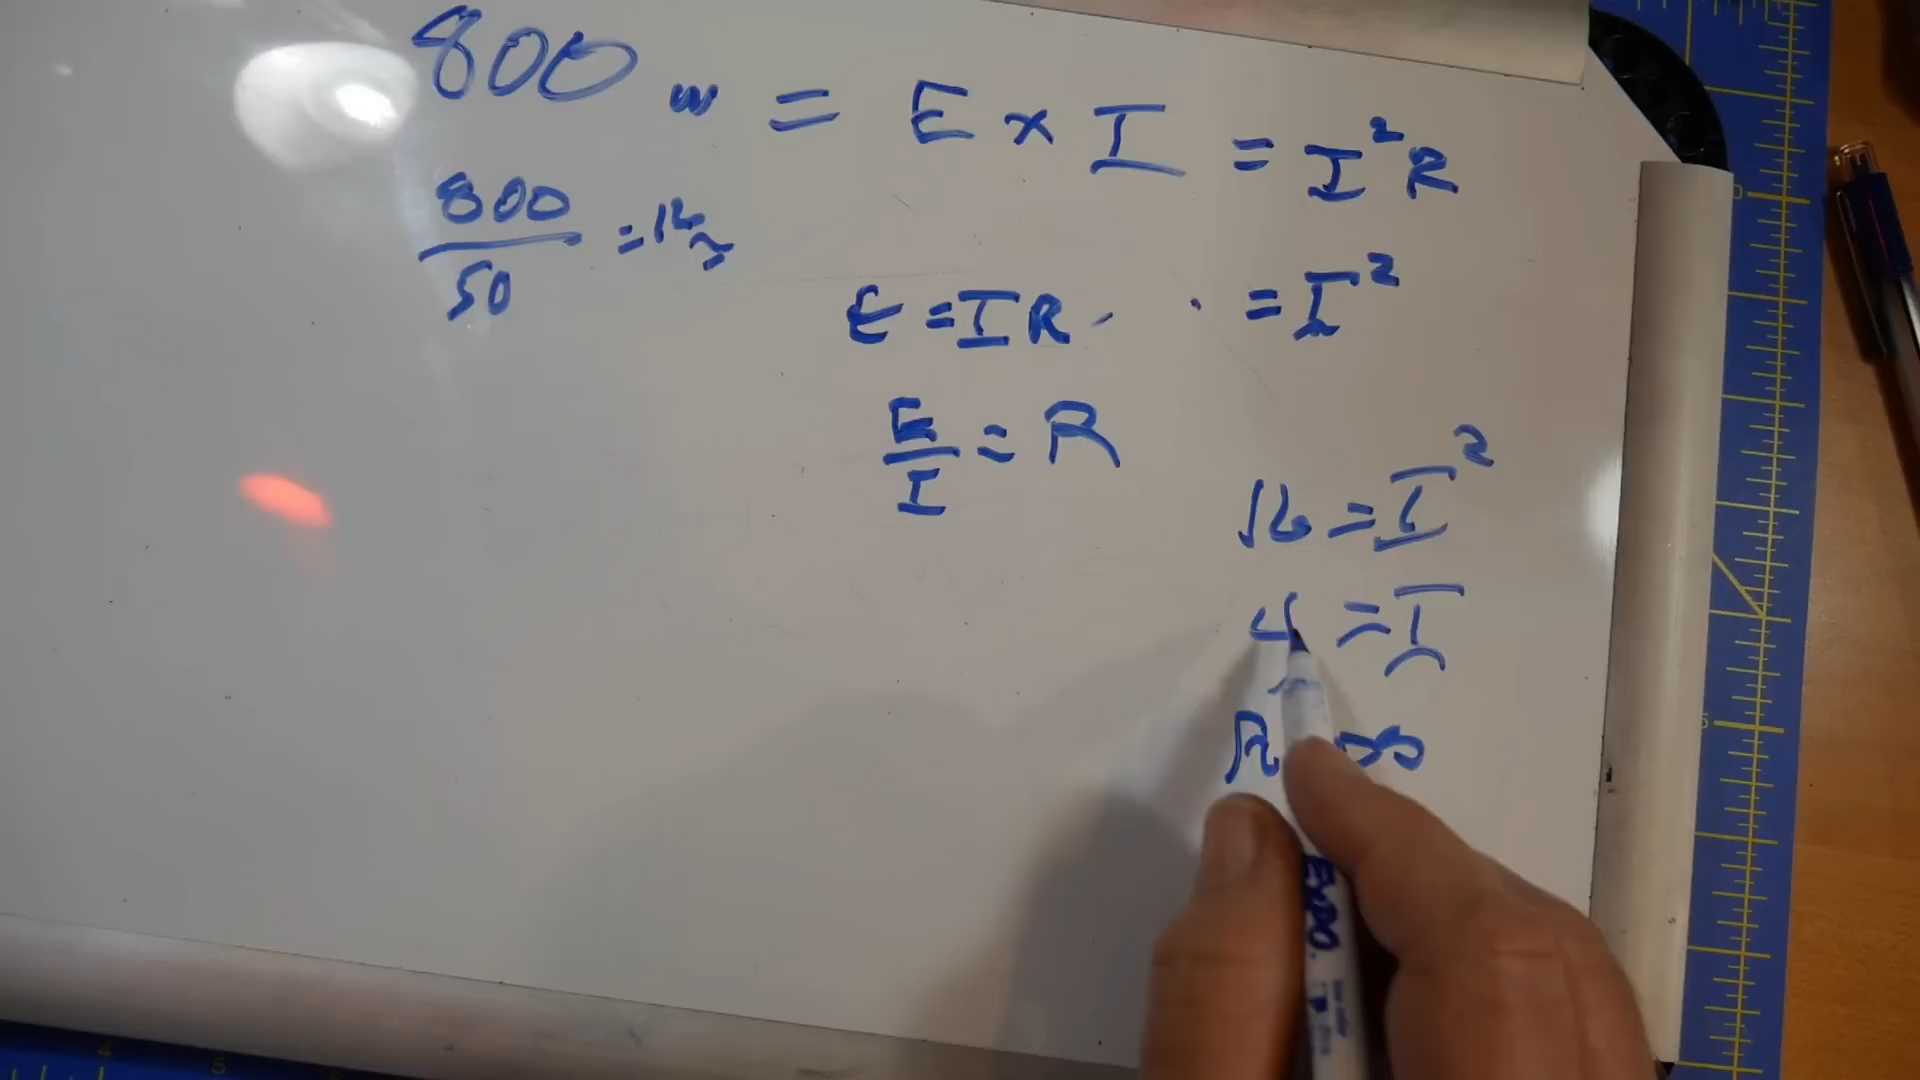 800 w = E x I = I²R
800
50
= 16
E = IR . . = I²
E
I
= R
16 = I²
4 = I
R
EXPO.